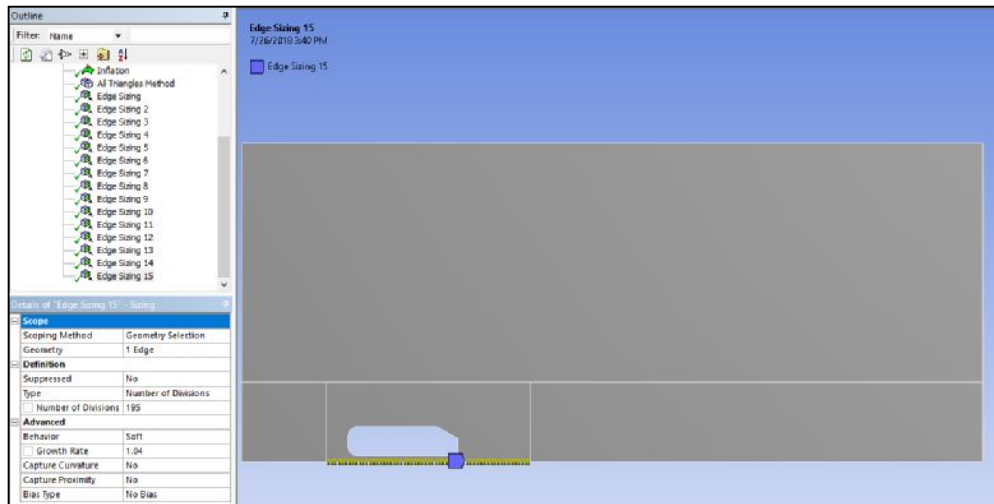 Outline
Filter: Name
Inflation
All Triangles Method
Edge Sizing
Edge Sizing 2
Edge Sizing 3
Edge Sizing 4
Edge Sizing 5
Edge Sizing 6
Edge Sizing 7
Edge Sizing 8
Edge Sizing 9
Edge Sizing 10
Edge Sizing 11
Edge Sizing 12
Edge Sizing 13
Edge Sizing 14
Edge Sizing 15
Details of "Edge Sizing 15" - Sizing
Scope
Scoping Method Geometry Selection
Geometry 1 Edge
Definition
Suppressed No
Type Number of Divisions
Number of Divisions 195
Advanced
Behavior Soft
Growth Rate 1.04
Capture Curvature No
Capture Proximity No
Bias Type No Bias
Edge Sizing 15
7/26/2018 3:40 PM
Edge Sizing 15